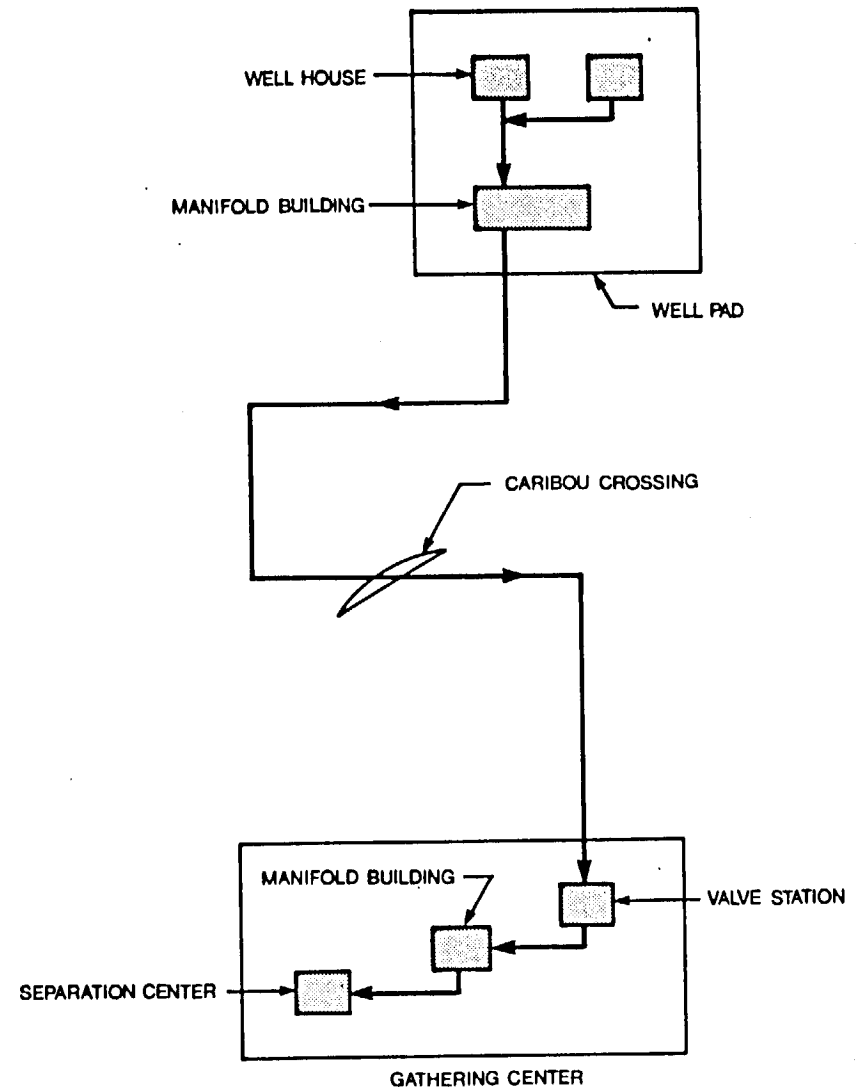 WELL HOUSE
MANIFOLD BUILDING
WELL PAD
CARIBOU CROSSING
MANIFOLD BUILDING
VALVE STATION
SEPARATION CENTER
GATHERING CENTER